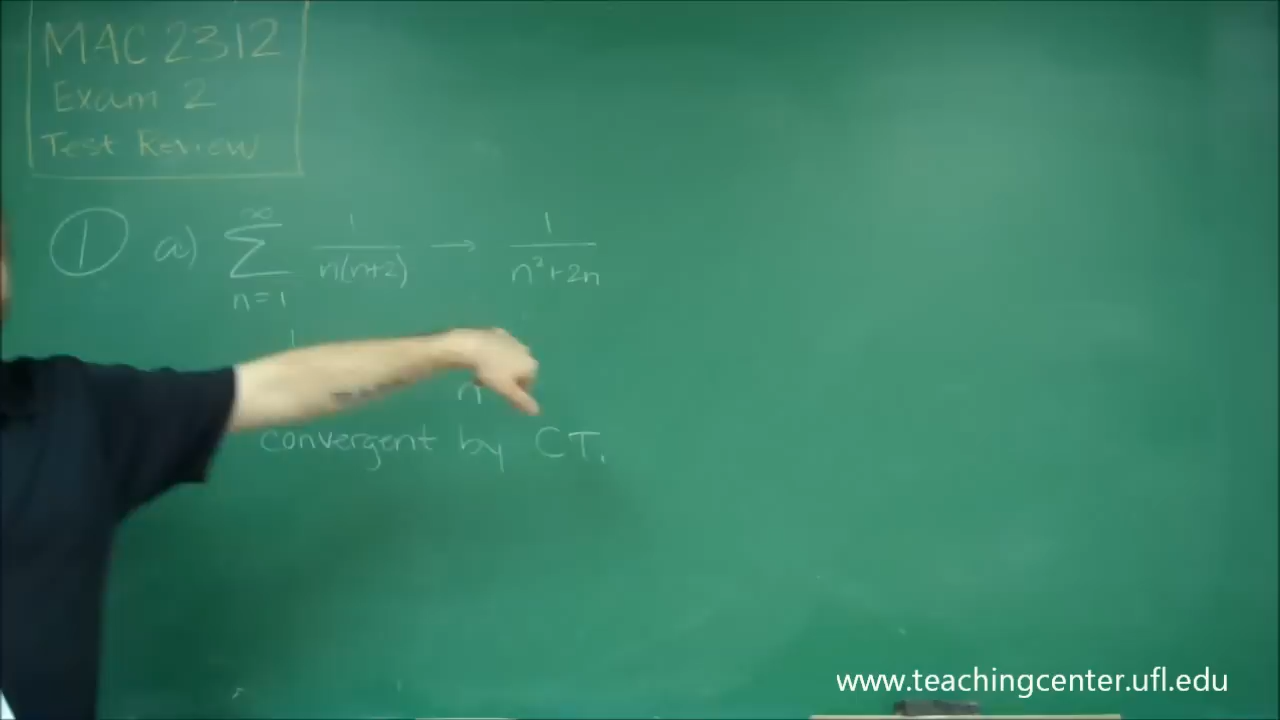 MAC 2312
Exam 2
Test Review
① a) ∑ n=1 ∞ 1/n(n+2) → 1/n²+2n
1 n
convergent by CT.
www.teachingcenter.ufl.edu